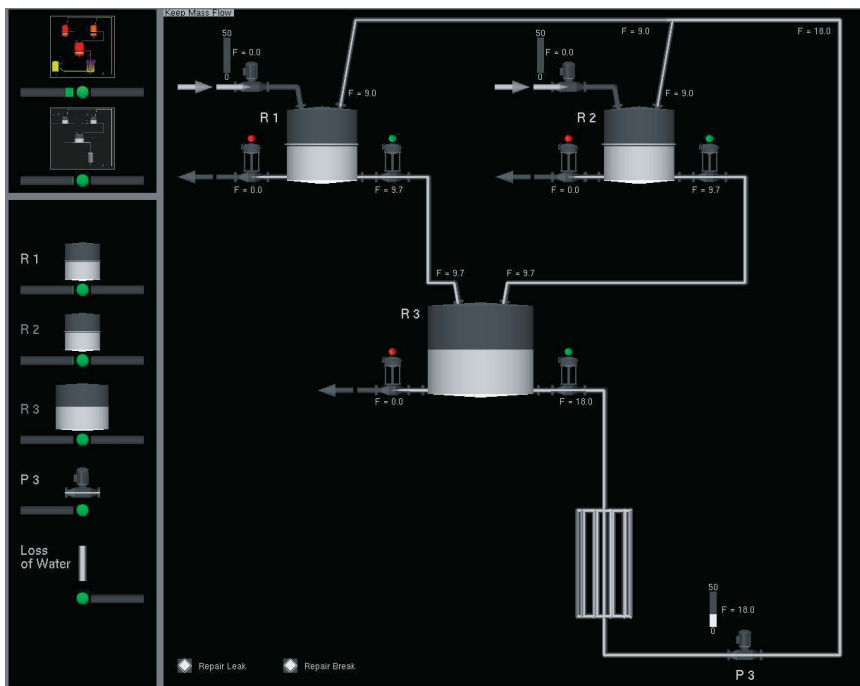 Keep Mass Flow
50
F = 0.0
0
F = 9.0
R 1
F = 0.0
F = 9.7
50
F = 0.0
0
F = 9.0
F = 18.0
F = 9.0
R 2
F = 0.0
F = 9.7
F = 9.7
F = 9.7
R 3
F = 0.0
F = 18.0
50
F = 18.0
0
P 3
Repair Leak
Repair Break
R 1
R 2
R 3
P 3
Loss
of Water